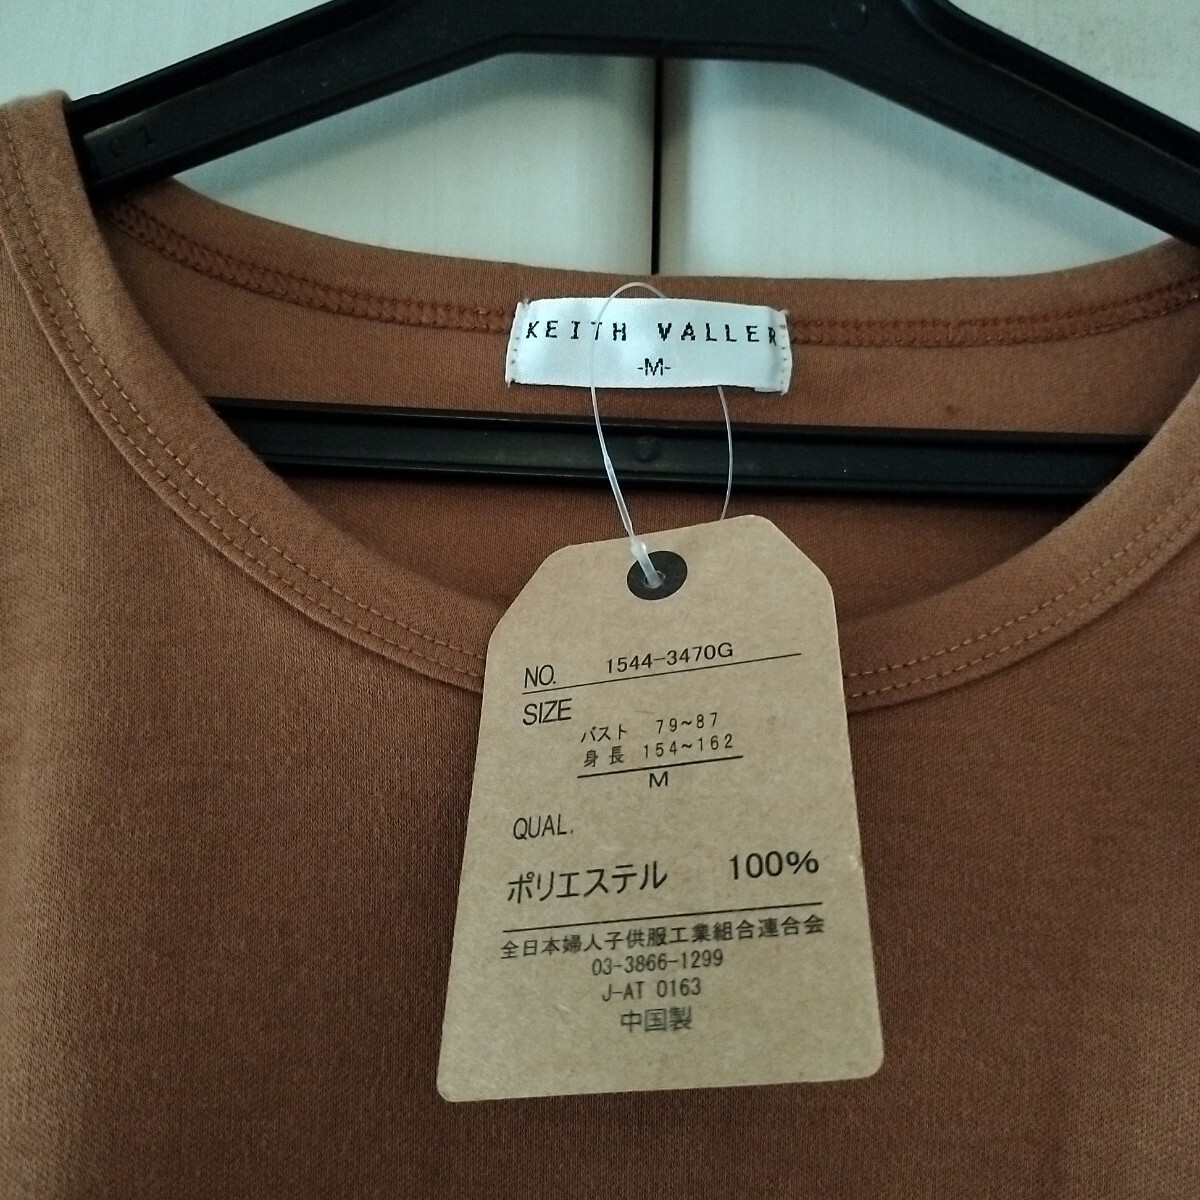 KEITH VALLER
-M-
NO. 1544-3470G
SIZE
バスト 79~87
身長 154~162
M
QUAL.
ポリエステル 100%
全日本婦人子供服工業組合連合会
03-3866-1299
J-AT 0163
中国製